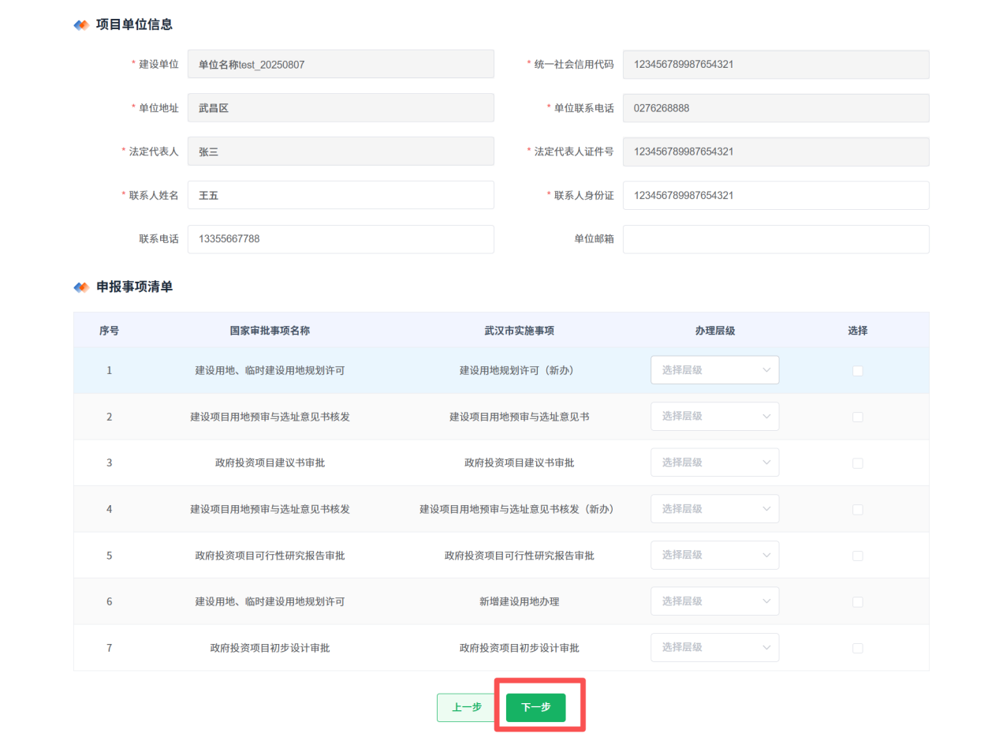 项目单位信息
* 建设单位 单位名称test_20250807 * 统一社会信用代码 123456789987654321
* 单位地址 武昌区 * 单位联系电话 0276268888
* 法定代表人 张三 * 法定代表人证件号 123456789987654321
* 联系人姓名 王五 * 联系人身份证 123456789987654321
联系电话 13355667788 单位邮箱
申报事项清单
序号 国家审批事项名称 武汉市实施事项 办理层级 选择
1 建设用地、临时建设用地规划许可 建设用地规划许可（新办） 选择层级
2 建设项目用地预审与选址意见书核发 建设项目用地预审与选址意见书 选择层级
3 政府投资项目建议书审批 政府投资项目建议书审批 选择层级
4 建设项目用地预审与选址意见书核发 建设项目用地预审与选址意见书核发（新办） 选择层级
5 政府投资项目可行性研究报告审批 政府投资项目可行性研究报告审批 选择层级
6 建设用地、临时建设用地规划许可 新增建设用地办理 选择层级
7 政府投资项目初步设计审批 政府投资项目初步设计审批 选择层级
上一步 下一步